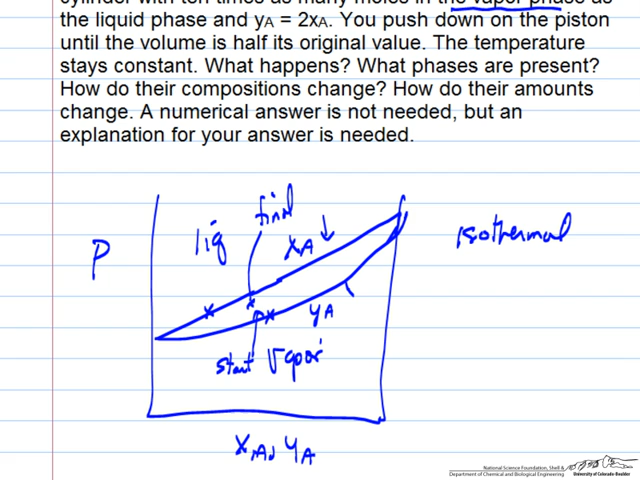 cylinder with ten times as many moles in the vapor phase as
the liquid phase and yA = 2xA. You push down on the piston
until the volume is half its original value. The temperature
stays constant. What happens? What phases are present?
How do their compositions change? How do their amounts
change. A numerical answer is not needed, but an
explanation for your answer is needed.
final
liq
xA ↓
isothermal
P
yA
start vapor
xA, yA
National Science Foundation, Shell &
Department of Chemical and Biological Engineering
University of Colorado Boulder